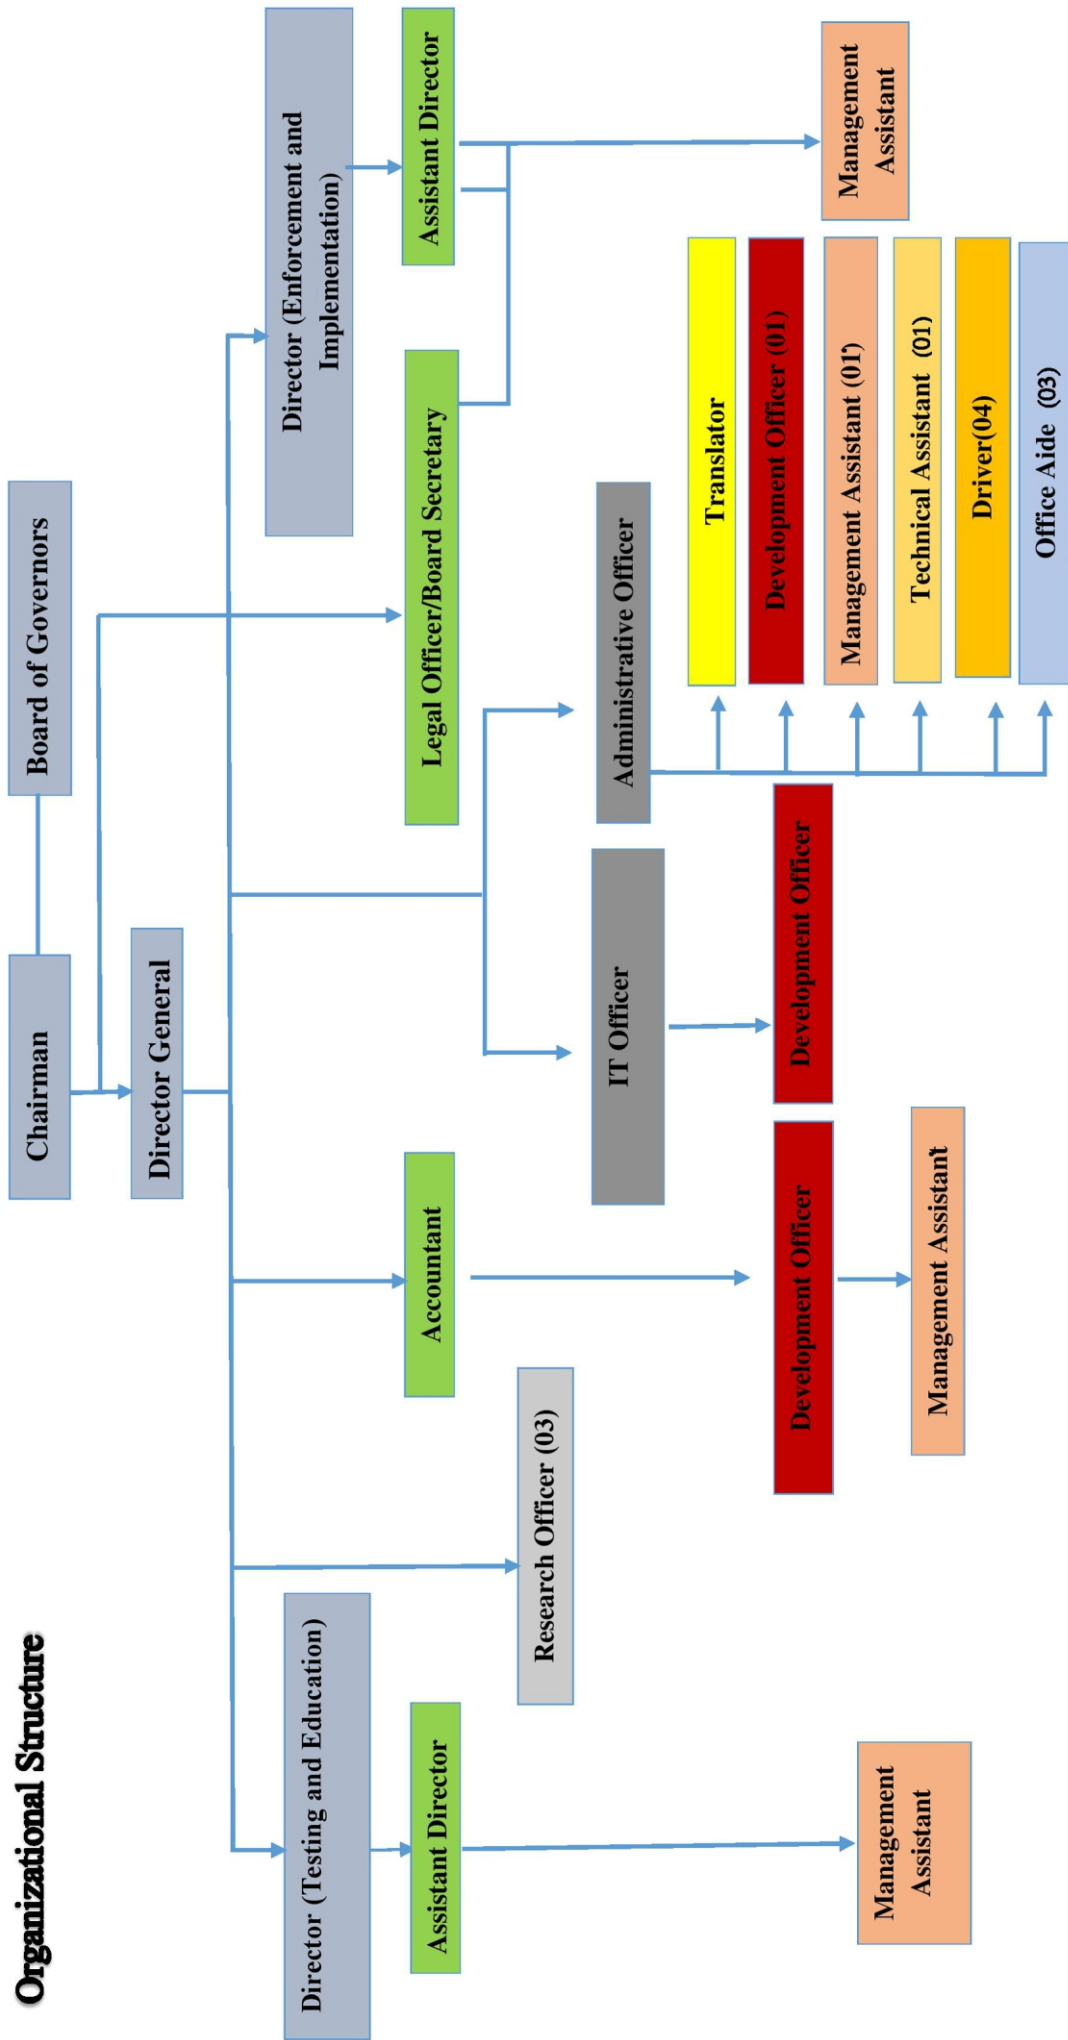 Organizational Structure
Chairman
Board of Governors
Director General
Director (Testing and Education)
Director (Enforcement and
Implementation)
Assistant Director
Accountant
Legal Officer/Board Secretary
Assistant Director
Research Officer (03)
IT Officer
Administrative Officer
Development Officer
Development Officer
Translator
Development Officer (01)
Management Assistant (01)
Technical Assistant (01)
Driver(04)
Office Aide (03)
Management
Assistant
Management Assistant
Management
Assistant